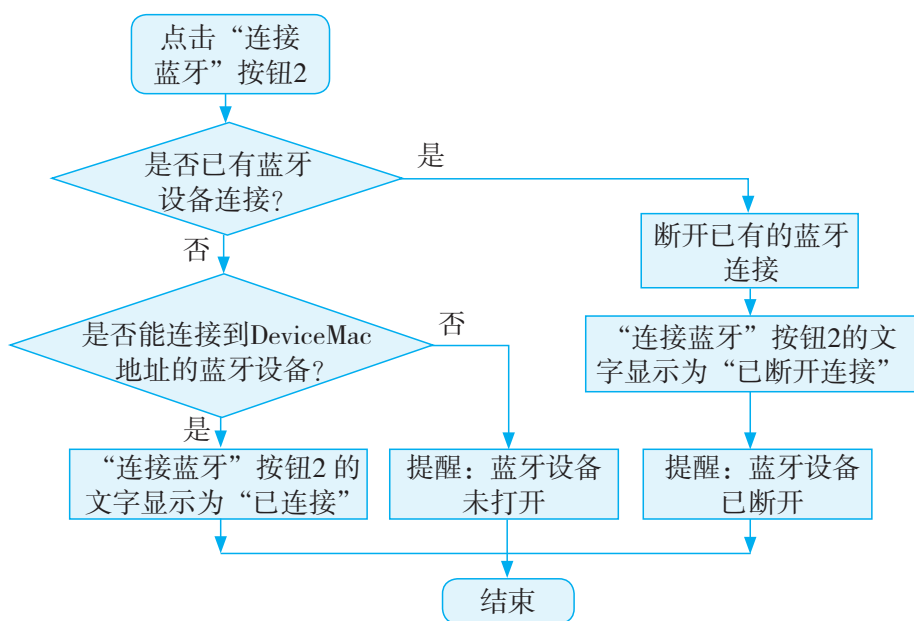 点击“连接
蓝牙”按钮2
是否已有蓝牙
设备连接?
是
否
断开已有的蓝牙
连接
是否能连接到DeviceMac
地址的蓝牙设备?
否
“连接蓝牙”按钮2的文
字显示为“已断开连接”
是
“连接蓝牙”按钮2 的
文字显示为“已连接”
提醒：蓝牙设备
未打开
提醒：蓝牙设备
已断开
结束